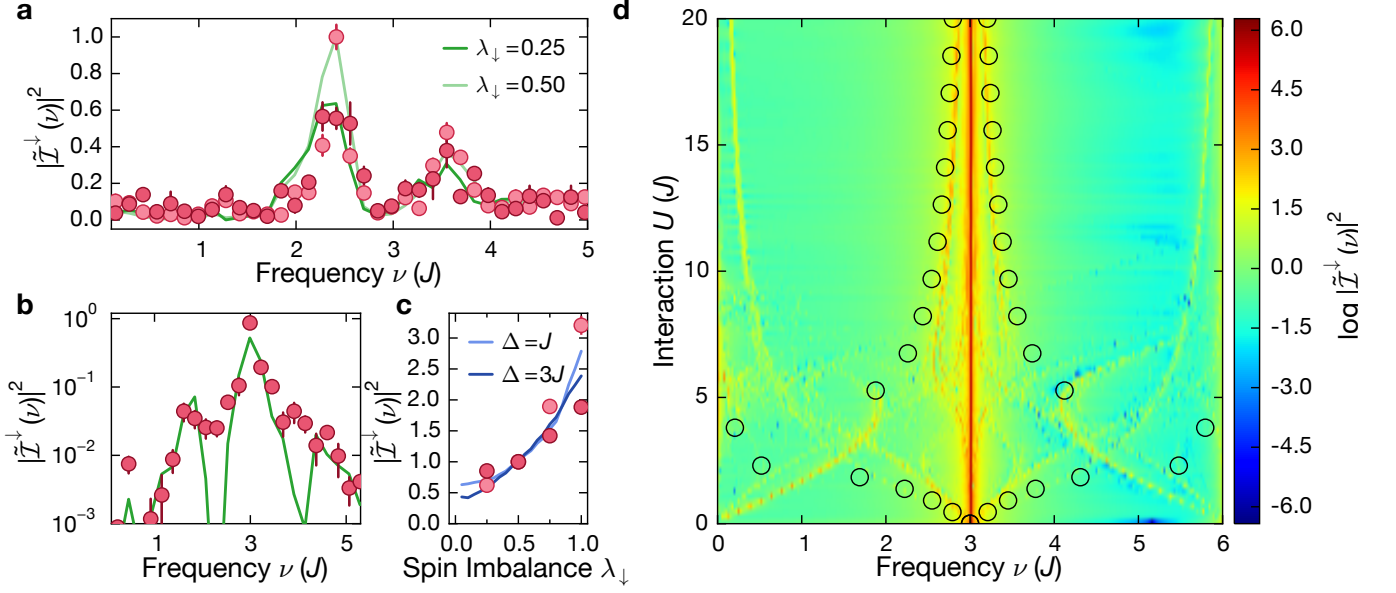 a
1.0
0.8
0.6
0.4
0.2
0.0
|Ĩ↓(ν)|²
λ↓=0.25
λ↓=0.50
1 2 3 4 5
Frequency ν (J)
b
10⁰
10⁻¹
10⁻²
10⁻³
|Ĩ↓(ν)|²
1 3 5
Frequency ν (J)
c
3.0
2.5
2.0
1.5
1.0
0.5
0.0
|Ĩ↓(ν)|²
Δ=J
Δ=3J
0.0 0.5 1.0
Spin Imbalance λ↓
d
20
15
10
5
0
Interaction U (J)
0 1 2 3 4 5 6
Frequency ν (J)
6.0
4.5
3.0
1.5
0.0
-1.5
-3.0
-4.5
-6.0
log |Ĩ↓(ν)|²